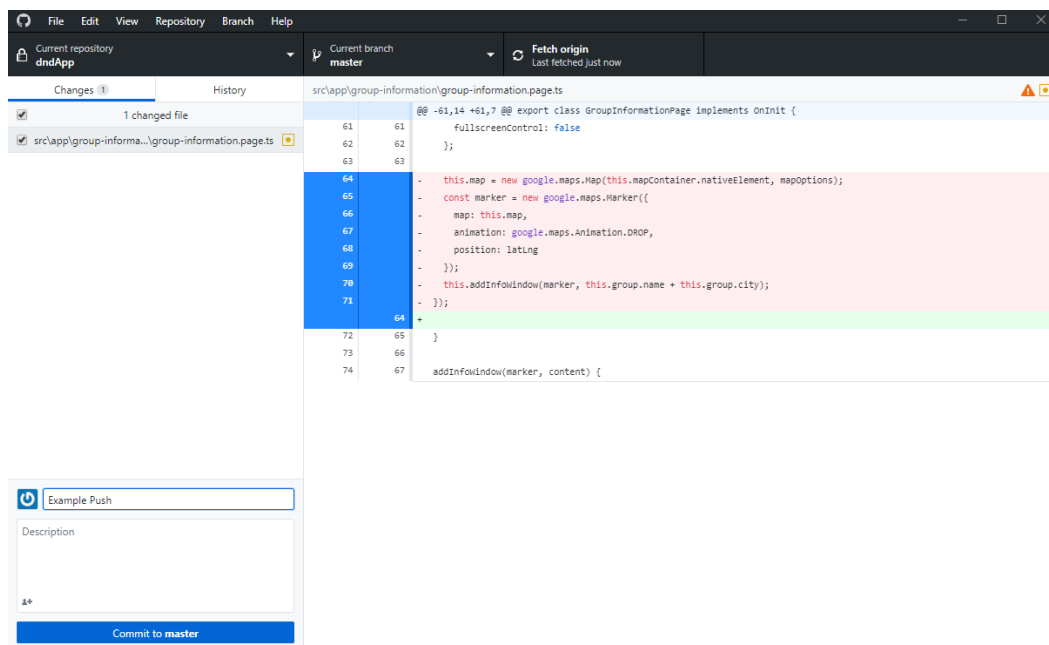 File Edit View Repository Branch Help
Current repository
dndApp
Current branch
master
Fetch origin
Last fetched just now
Changes 1 History
src\app\group-information\group-information.page.ts
1 changed file
src\app\group-informa...\group-information.page.ts
@@ -61,14 +61,7 @@ export class GroupInformationPage implements OnInit {
61 61 fullscreenControl: false
62 62 };
63 63
64 - this.map = new google.maps.Map(this.mapContainer.nativeElement, mapOptions);
65 - const marker = new google.maps.Marker({
66 - map: this.map,
67 - animation: google.maps.Animation.DROP,
68 - position: latLng
69 - });
70 - this.addInfoWindow(marker, this.group.name + this.group.city);
71 - });
64 +
72 65 }
73 66
74 67 addInfoWindow(marker, content) {
Example Push
Description
Commit to master